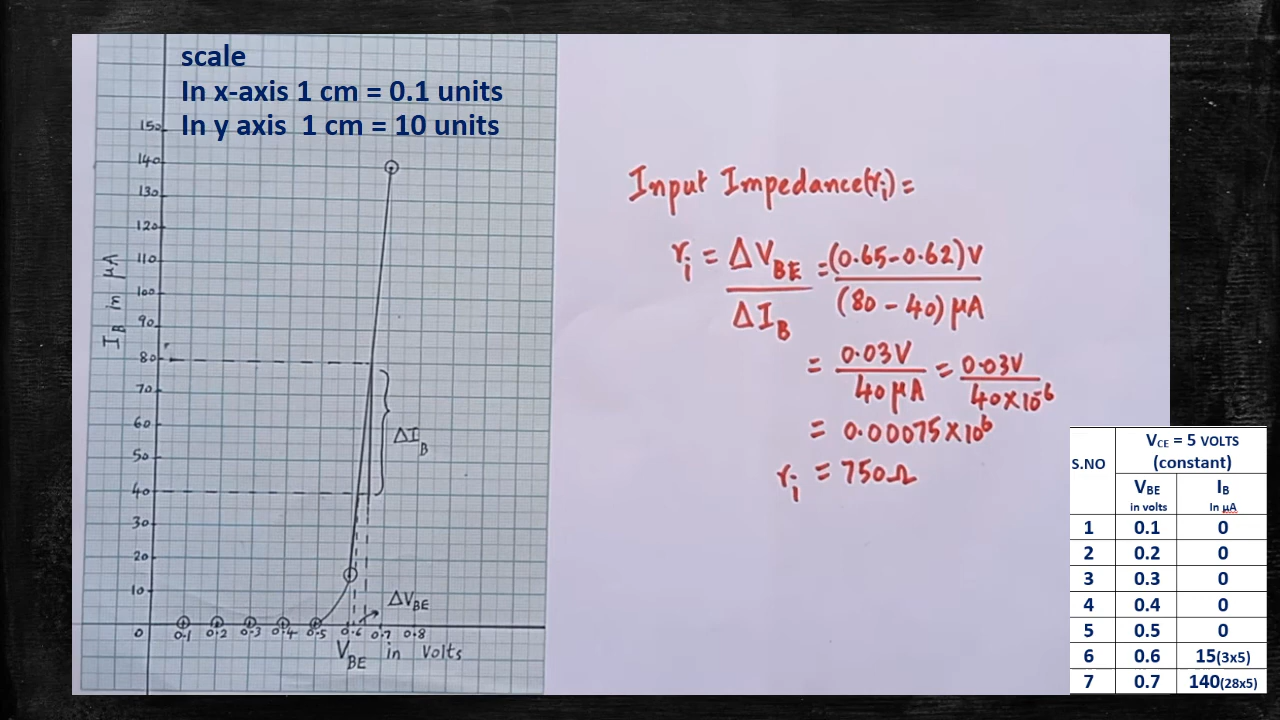 scale
In x-axis 1 cm = 0.1 units
In y axis 1 cm = 10 units
150
140
130
120
110
100
90
80
70
60
50
40
30
20
10
0
IB in μA
ΔIB
ΔVBE
0.1 0.2 0.3 0.4 0.5 0.6 0.7 0.8
VBE in Volts
Input Impedance(ri) =
ri = ΔVBE / ΔIB = (0.65-0.62)V / (80 - 40) μA
= 0.03V / 40 μA = 0.03V / 40×10-6
= 0.00075×106
ri = 750Ω
S.NO VCE = 5 VOLTS
(constant)
VBE IB
in volts In μA
1 0.1 0
2 0.2 0
3 0.3 0
4 0.4 0
5 0.5 0
6 0.6 15(3x5)
7 0.7 140(28x5)